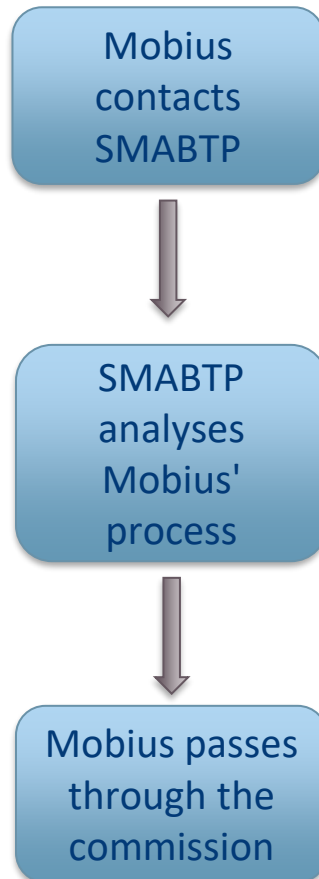 Mobius
contacts
SMABTP
SMABTP
analyses
Mobius'
process
Mobius passes
through the
commission